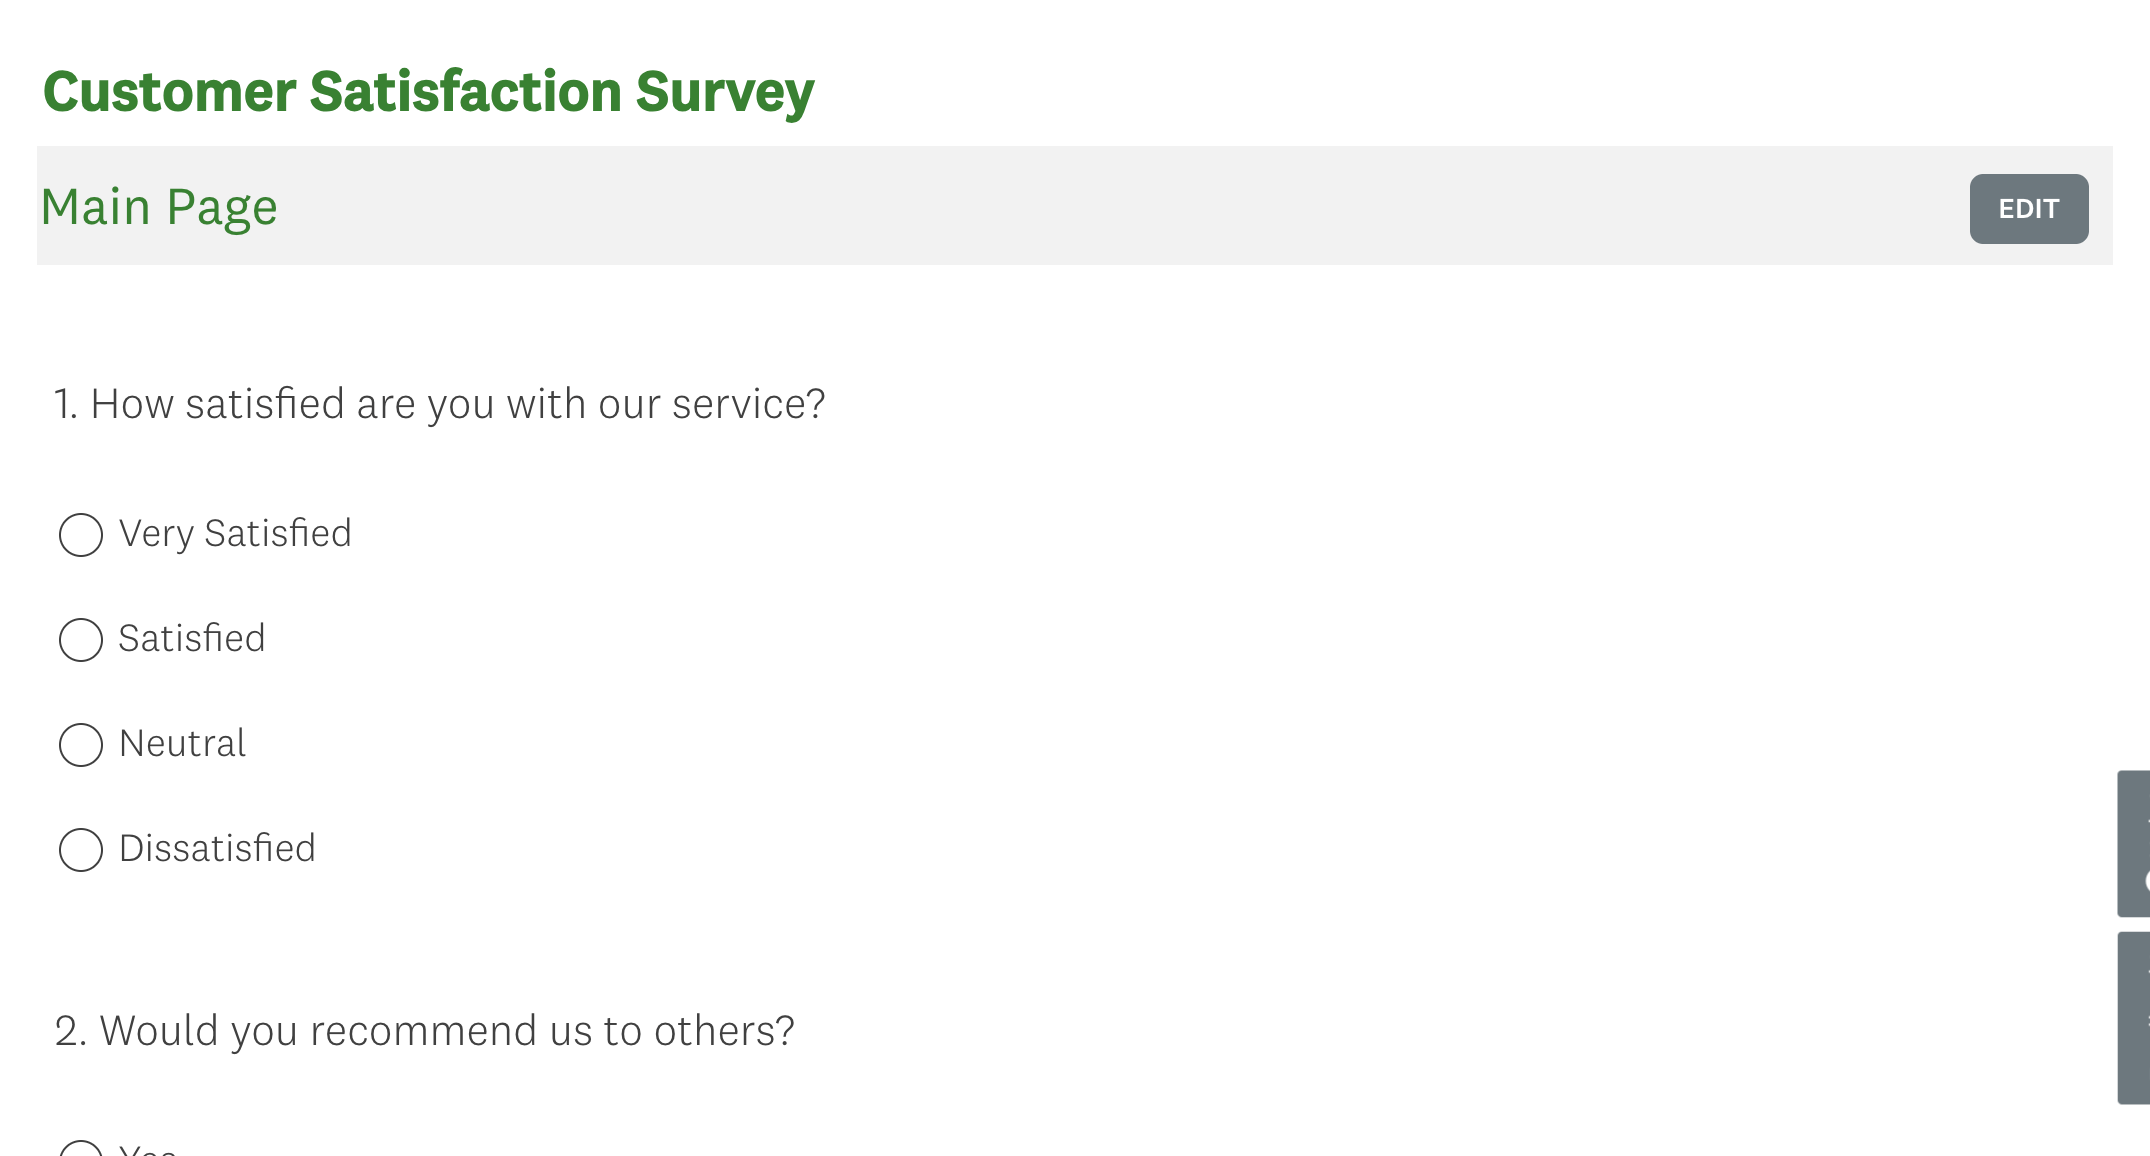 Customer Satisfaction Survey
Main Page
EDIT
1. How satisfied are you with our service?
Very Satisfied
Satisfied
Neutral
Dissatisfied
2. Would you recommend us to others?
Yes